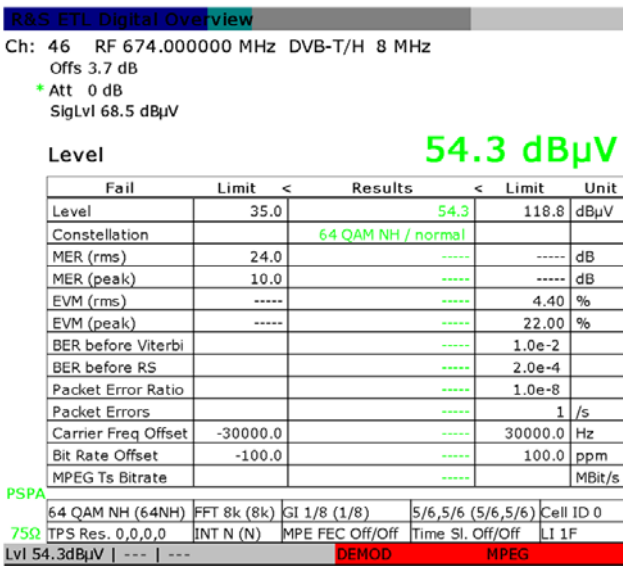 R&S ETL Digital Overview
Ch: 46 RF 674.000000 MHz DVB-T/H 8 MHz
Offs 3.7 dB
* Att 0 dB
SigLvl 68.5 dBµV
Level 54.3 dBµV
Fail Limit < Results < Limit Unit
Level 35.0 54.3 118.8 dBµV
Constellation 64 QAM NH / normal
MER (rms) 24.0 ----- ----- dB
MER (peak) 10.0 ----- ----- dB
EVM (rms) ----- ----- 4.40 %
EVM (peak) ----- ----- 22.00 %
BER before Viterbi ----- 1.0e-2
BER before RS ----- 2.0e-4
Packet Error Ratio ----- 1.0e-8
Packet Errors ----- 1 /s
Carrier Freq Offset -30000.0 ----- 30000.0 Hz
Bit Rate Offset -100.0 ----- 100.0 ppm
MPEG Ts Bitrate ----- MBit/s
PSPA
64 QAM NH (64NH) FFT 8k (8k) GI 1/8 (1/8) 5/6,5/6 (5/6,5/6) Cell ID 0
75Ω TPS Res. 0,0,0,0 INT N (N) MPE FEC Off/Off Time Sl. Off/Off LI 1F
Lvl 54.3dBµV | --- | --- DEMOD MPEG